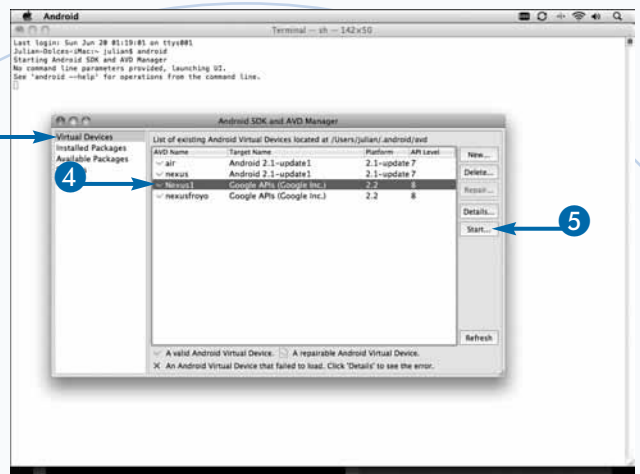 Android
Terminal — sh — 142×50
Last login: Sun Jun 20 01:19:01 on ttys001
Julian-Dolces-iMac:~ julian$ android
Starting Android SDK and AVD Manager
No command line parameters provided, launching UI.
See 'android --help' for operations from the command line.
Android SDK and AVD Manager
Virtual Devices
Installed Packages
Available Packages
List of existing Android Virtual Devices located at /Users/julian/.android/avd
AVD Name Target Name Platform API Level
air Android 2.1-update1 2.1-update 7
nexus Android 2.1-update1 2.1-update 7
Nexus1 Google APIs (Google Inc.) 2.2 8
nexusfroyo Google APIs (Google Inc.) 2.2 8
New...
Delete...
Repair...
Details...
Start...
Refresh
A valid Android Virtual Device. A repairable Android Virtual Device.
X An Android Virtual Device that failed to load. Click 'Details' to see the error.
4
5